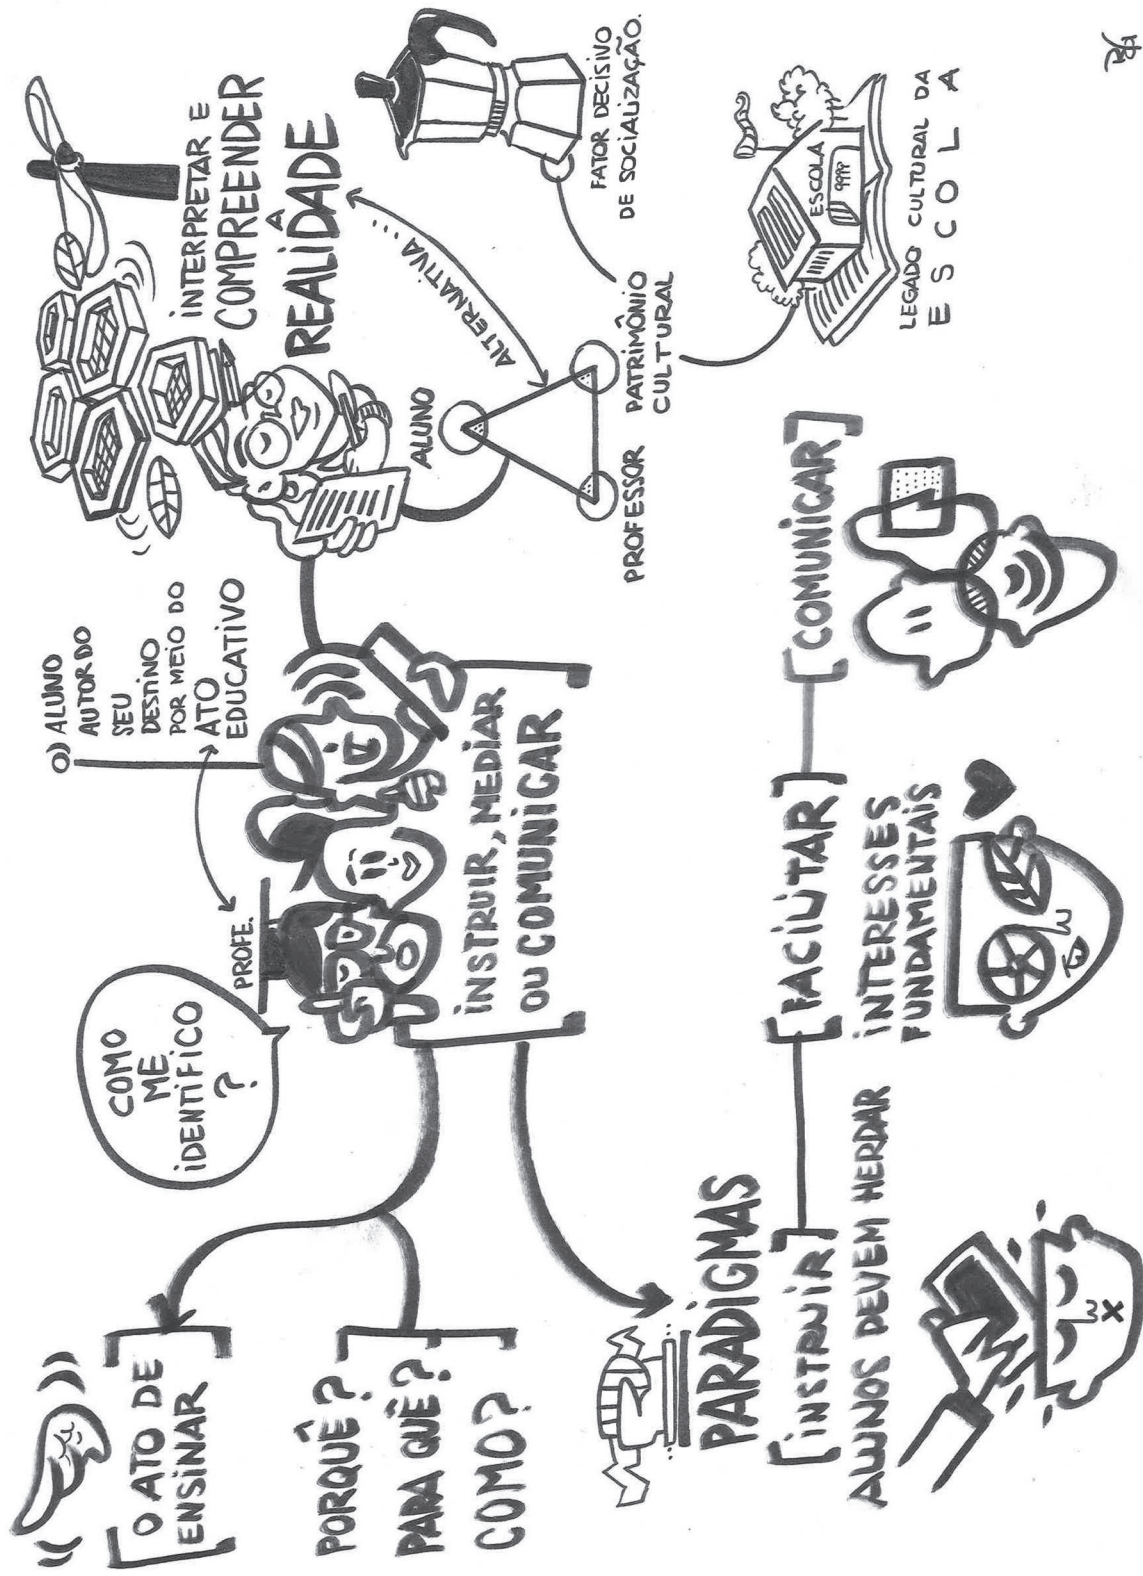 O ATO DE
ENSINAR
PORQUÊ?
PARA QUÊ?
COMO?
COMO
ME
IDENTIFICO
?
PROFE.
O) ALUNO
AUTOR DO
SEU
DESTINO
POR MEIO DO
ATO
EDUCATIVO
INSTRUIR, MEDIAR
OU COMUNICAR
INTERPRETAR E
COMPREENDER
A
REALIDADE
ALTERNATIVA...
ALUNO
PROFESSOR
PATRIMÔNIO
CULTURAL
FATOR DECISIVO
DE SOCIALIZAÇÃO.
ESCOLA
LEGADO CULTURAL DA
ESCOLA
PARADIGMAS
[INSTRUIR]
ALUNOS DEVEM HERDAR
[FACILITAR]
INTERESSES
FUNDAMENTAIS
[COMUNICAR]